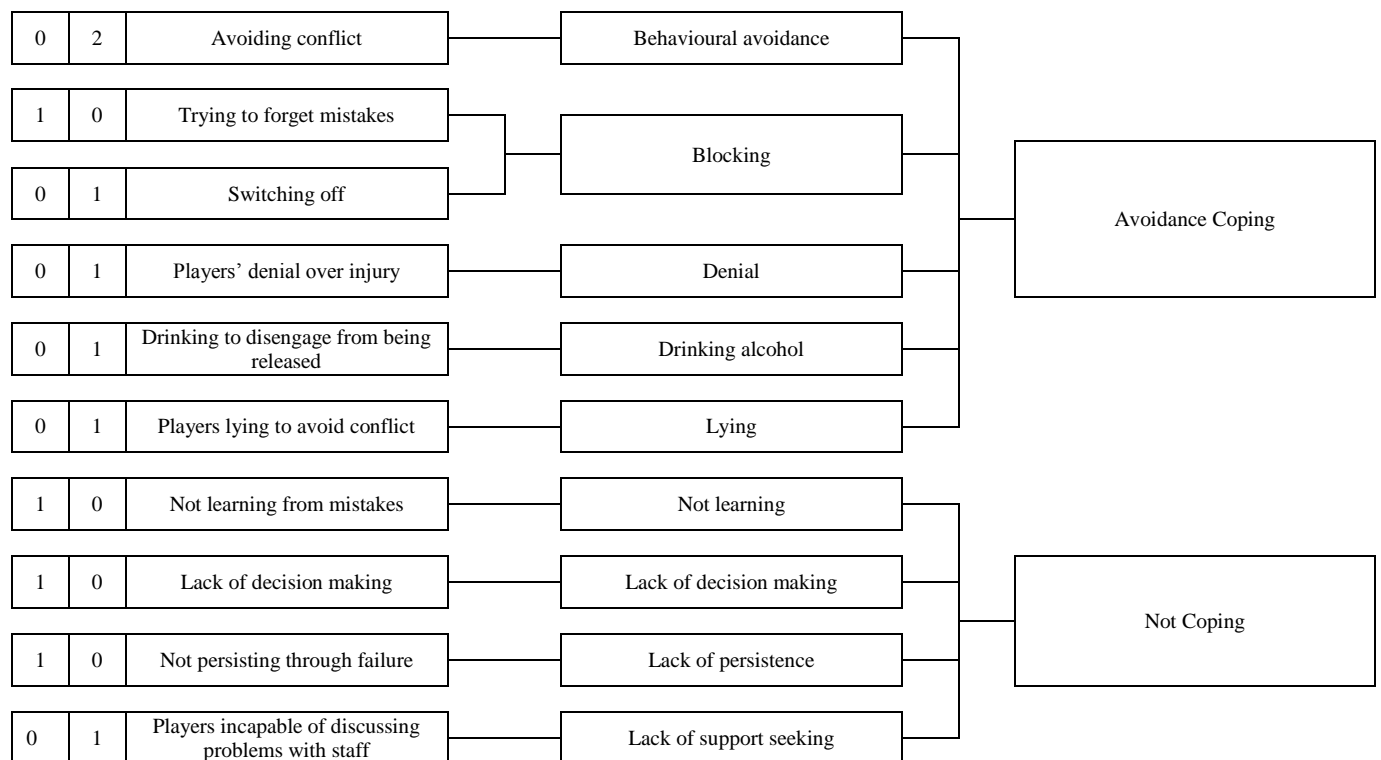 0 2 Avoiding conflict Behavioural avoidance
1 0 Trying to forget mistakes
Blocking
0 1 Switching off
Avoidance Coping
0 1 Players’ denial over injury Denial
0 1 Drinking to disengage from being
released
Drinking alcohol
0 1 Players lying to avoid conflict Lying
1 0 Not learning from mistakes Not learning
1 0 Lack of decision making Lack of decision making
Not Coping
1 0 Not persisting through failure Lack of persistence
0 1 Players incapable of discussing
problems with staff
Lack of support seeking